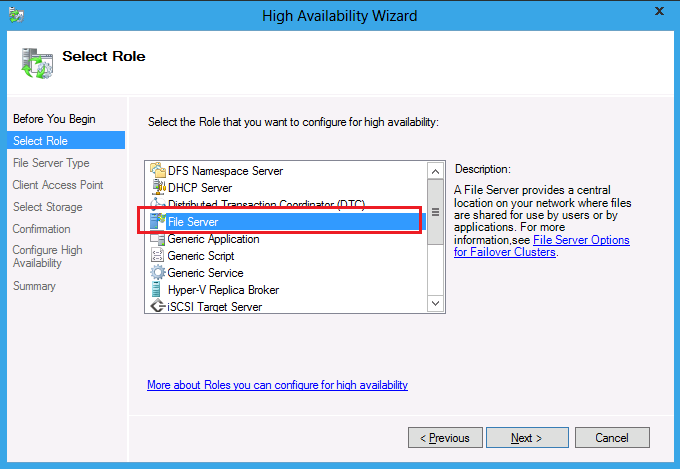 High Availability Wizard
x
Select Role
Before You Begin
Select Role
File Server Type
Client Access Point
Select Storage
Confirmation
Configure High
Availability
Summary
Select the Role that you want to configure for high availability:
DFS Namespace Server
DHCP Server
Distributed Transaction Coordinator (DTC)
File Server
Generic Application
Generic Script
Generic Service
Hyper-V Replica Broker
iSCSI Target Server
Description:
A File Server provides a central
location on your network where files
are shared for use by users or by
applications. For more
information,see File Server Options
for Failover Clusters.
More about Roles you can configure for high availability
< Previous
Next >
Cancel